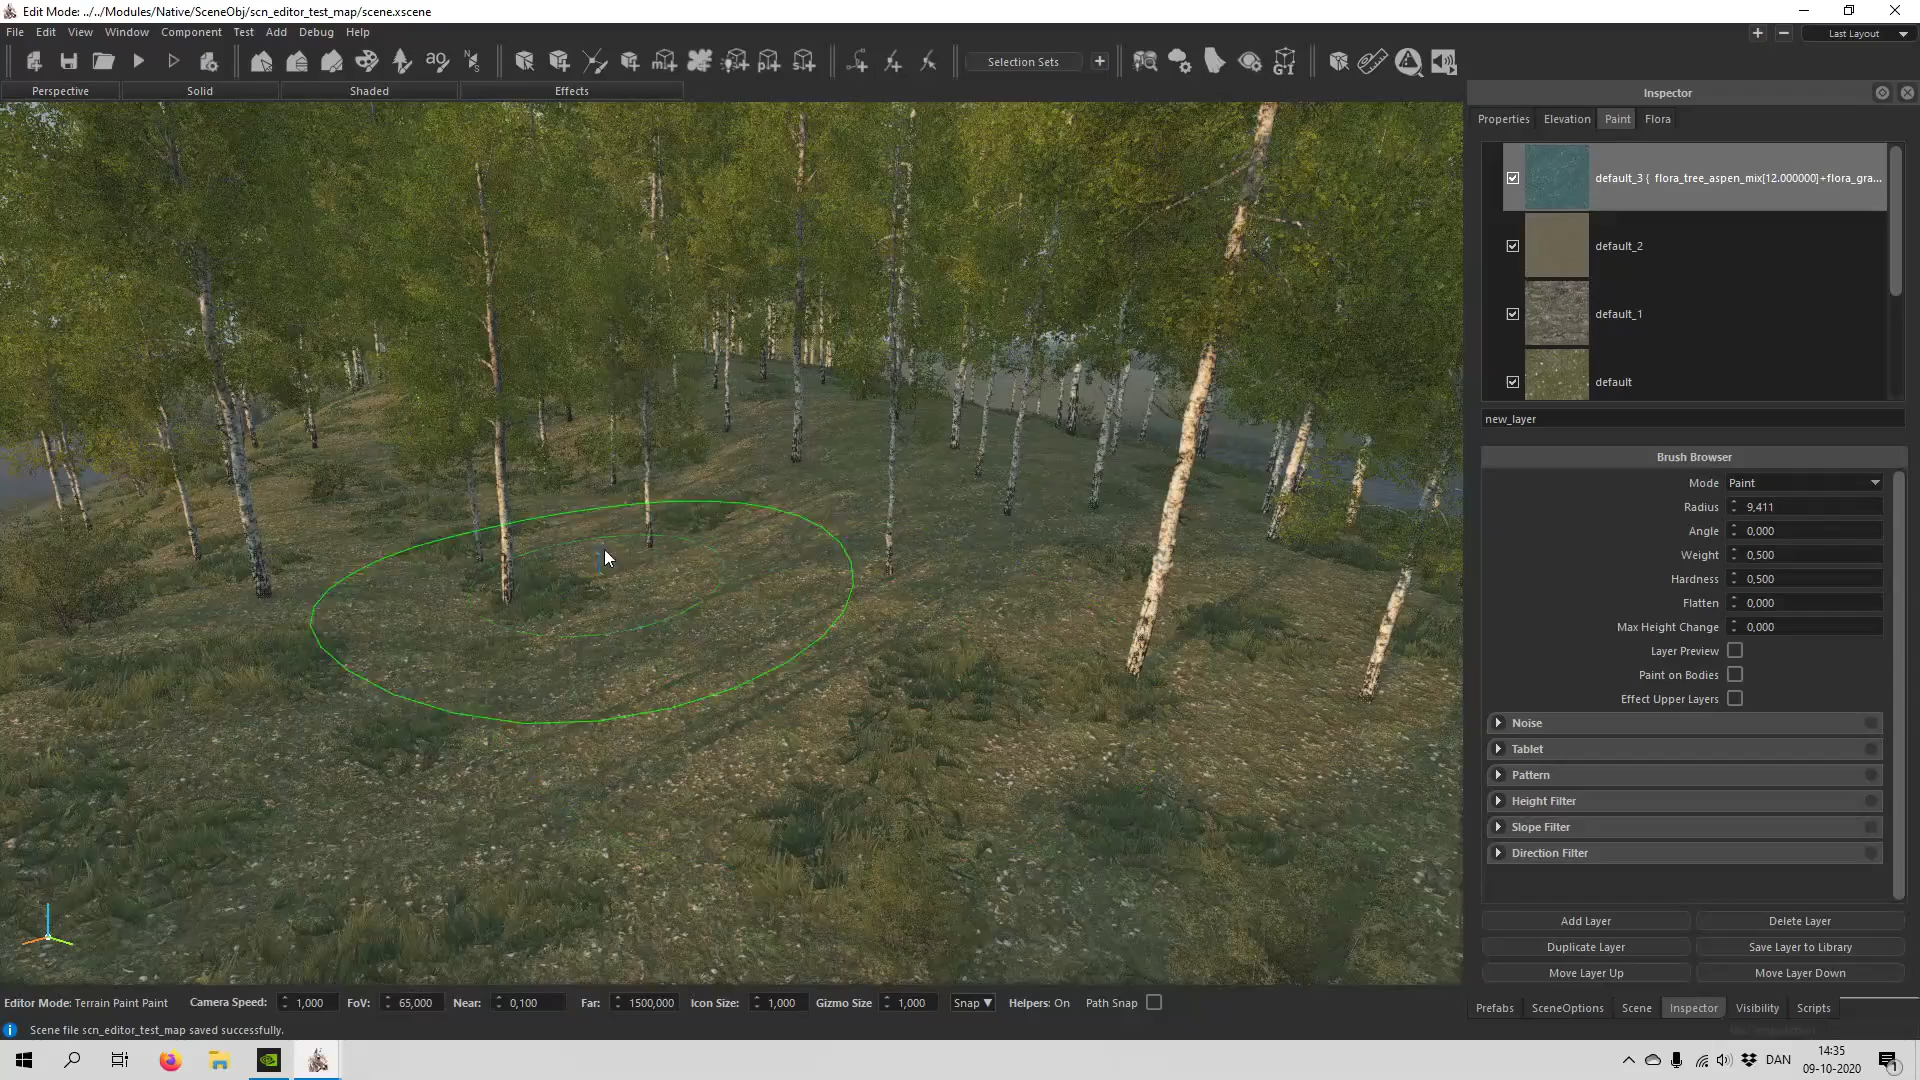 Edit Mode: ../../Modules/Native/SceneObj/scn_editor_test_map/scene.xscene
File Edit View Window Component Test Add Debug Help
Last Layout
ao
Selection Sets
GI
Perspective Solid Shaded Effects
Inspector
Properties Elevation Paint Flora
default_3 { flora_tree_aspen_mix[12.000000]+flora_gra...
default_2
default_1
default
new_layer
Brush Browser
Mode Paint
Radius 9,411
Angle 0,000
Weight 0,500
Hardness 0,500
Flatten 0,000
Max Height Change 0,000
Layer Preview
Paint on Bodies
Effect Upper Layers
Noise
Tablet
Pattern
Height Filter
Slope Filter
Direction Filter
Add Layer Delete Layer
Duplicate Layer Save Layer to Library
Move Layer Up Move Layer Down
Editor Mode: Terrain Paint Paint Camera Speed: 1,000 FoV: 65,000 Near: 0,100 Far: 1500,000 Icon Size: 1,000 Gizmo Size 1,000 Snap Helpers: On Path Snap
Prefabs SceneOptions Scene Inspector Visibility Scripts
Scene file scn_editor_test_map saved successfully.
DAN
14:35
09-10-2020
1